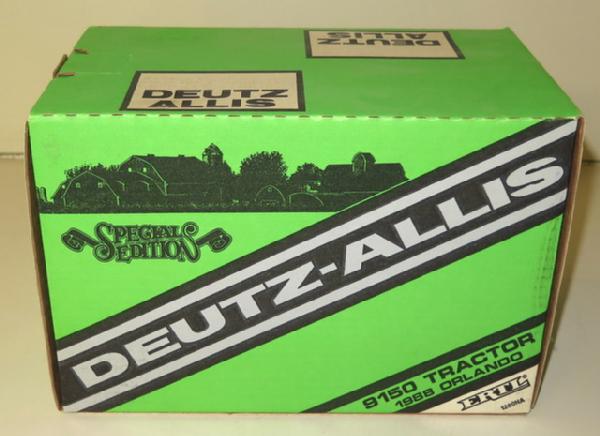 DEUTZ
ALLIS
DEUTZ
ALLIS
SPECIAL
EDITION
DEUTZ-ALLIS
9150 TRACTOR
1988 ORLANDO
ERTL